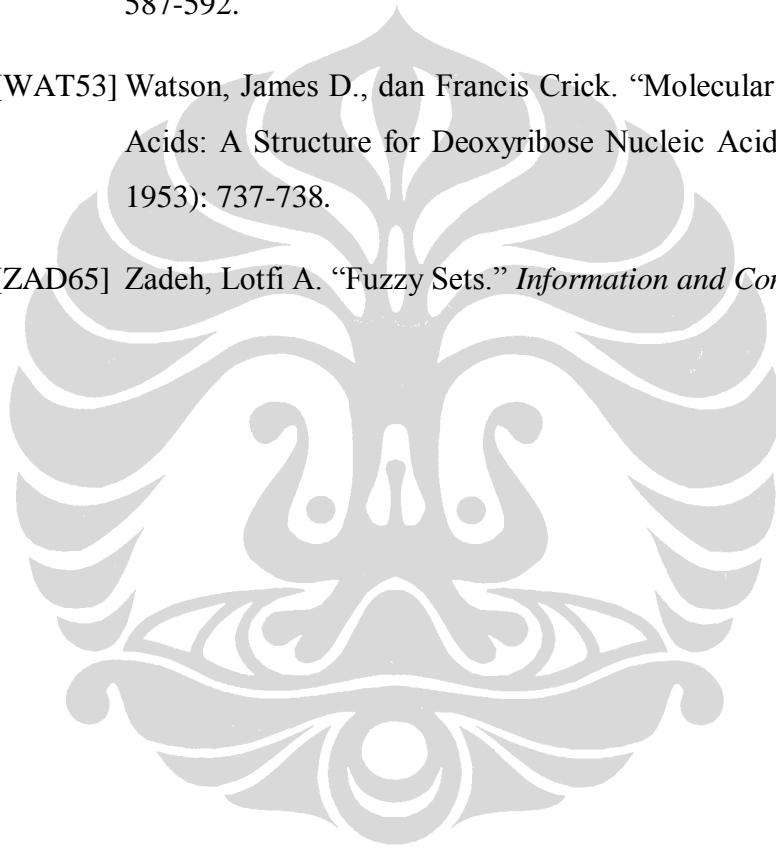 587-592.
[WAT53] Watson, James D., dan Francis Crick. “Molecular
Acids: A Structure for Deoxyribose Nucleic Acid
1953): 737-738.
[ZAD65] Zadeh, Lotfi A. “Fuzzy Sets.” Information and Con